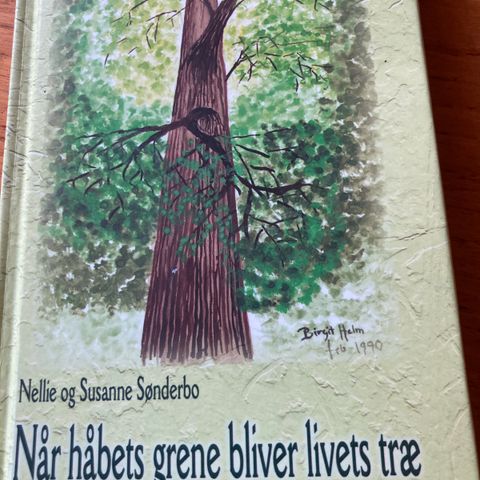 Birgit Helm
feb-1990
Nellie og Susanne Sønderbo
Når håbets grene bliver livets træ